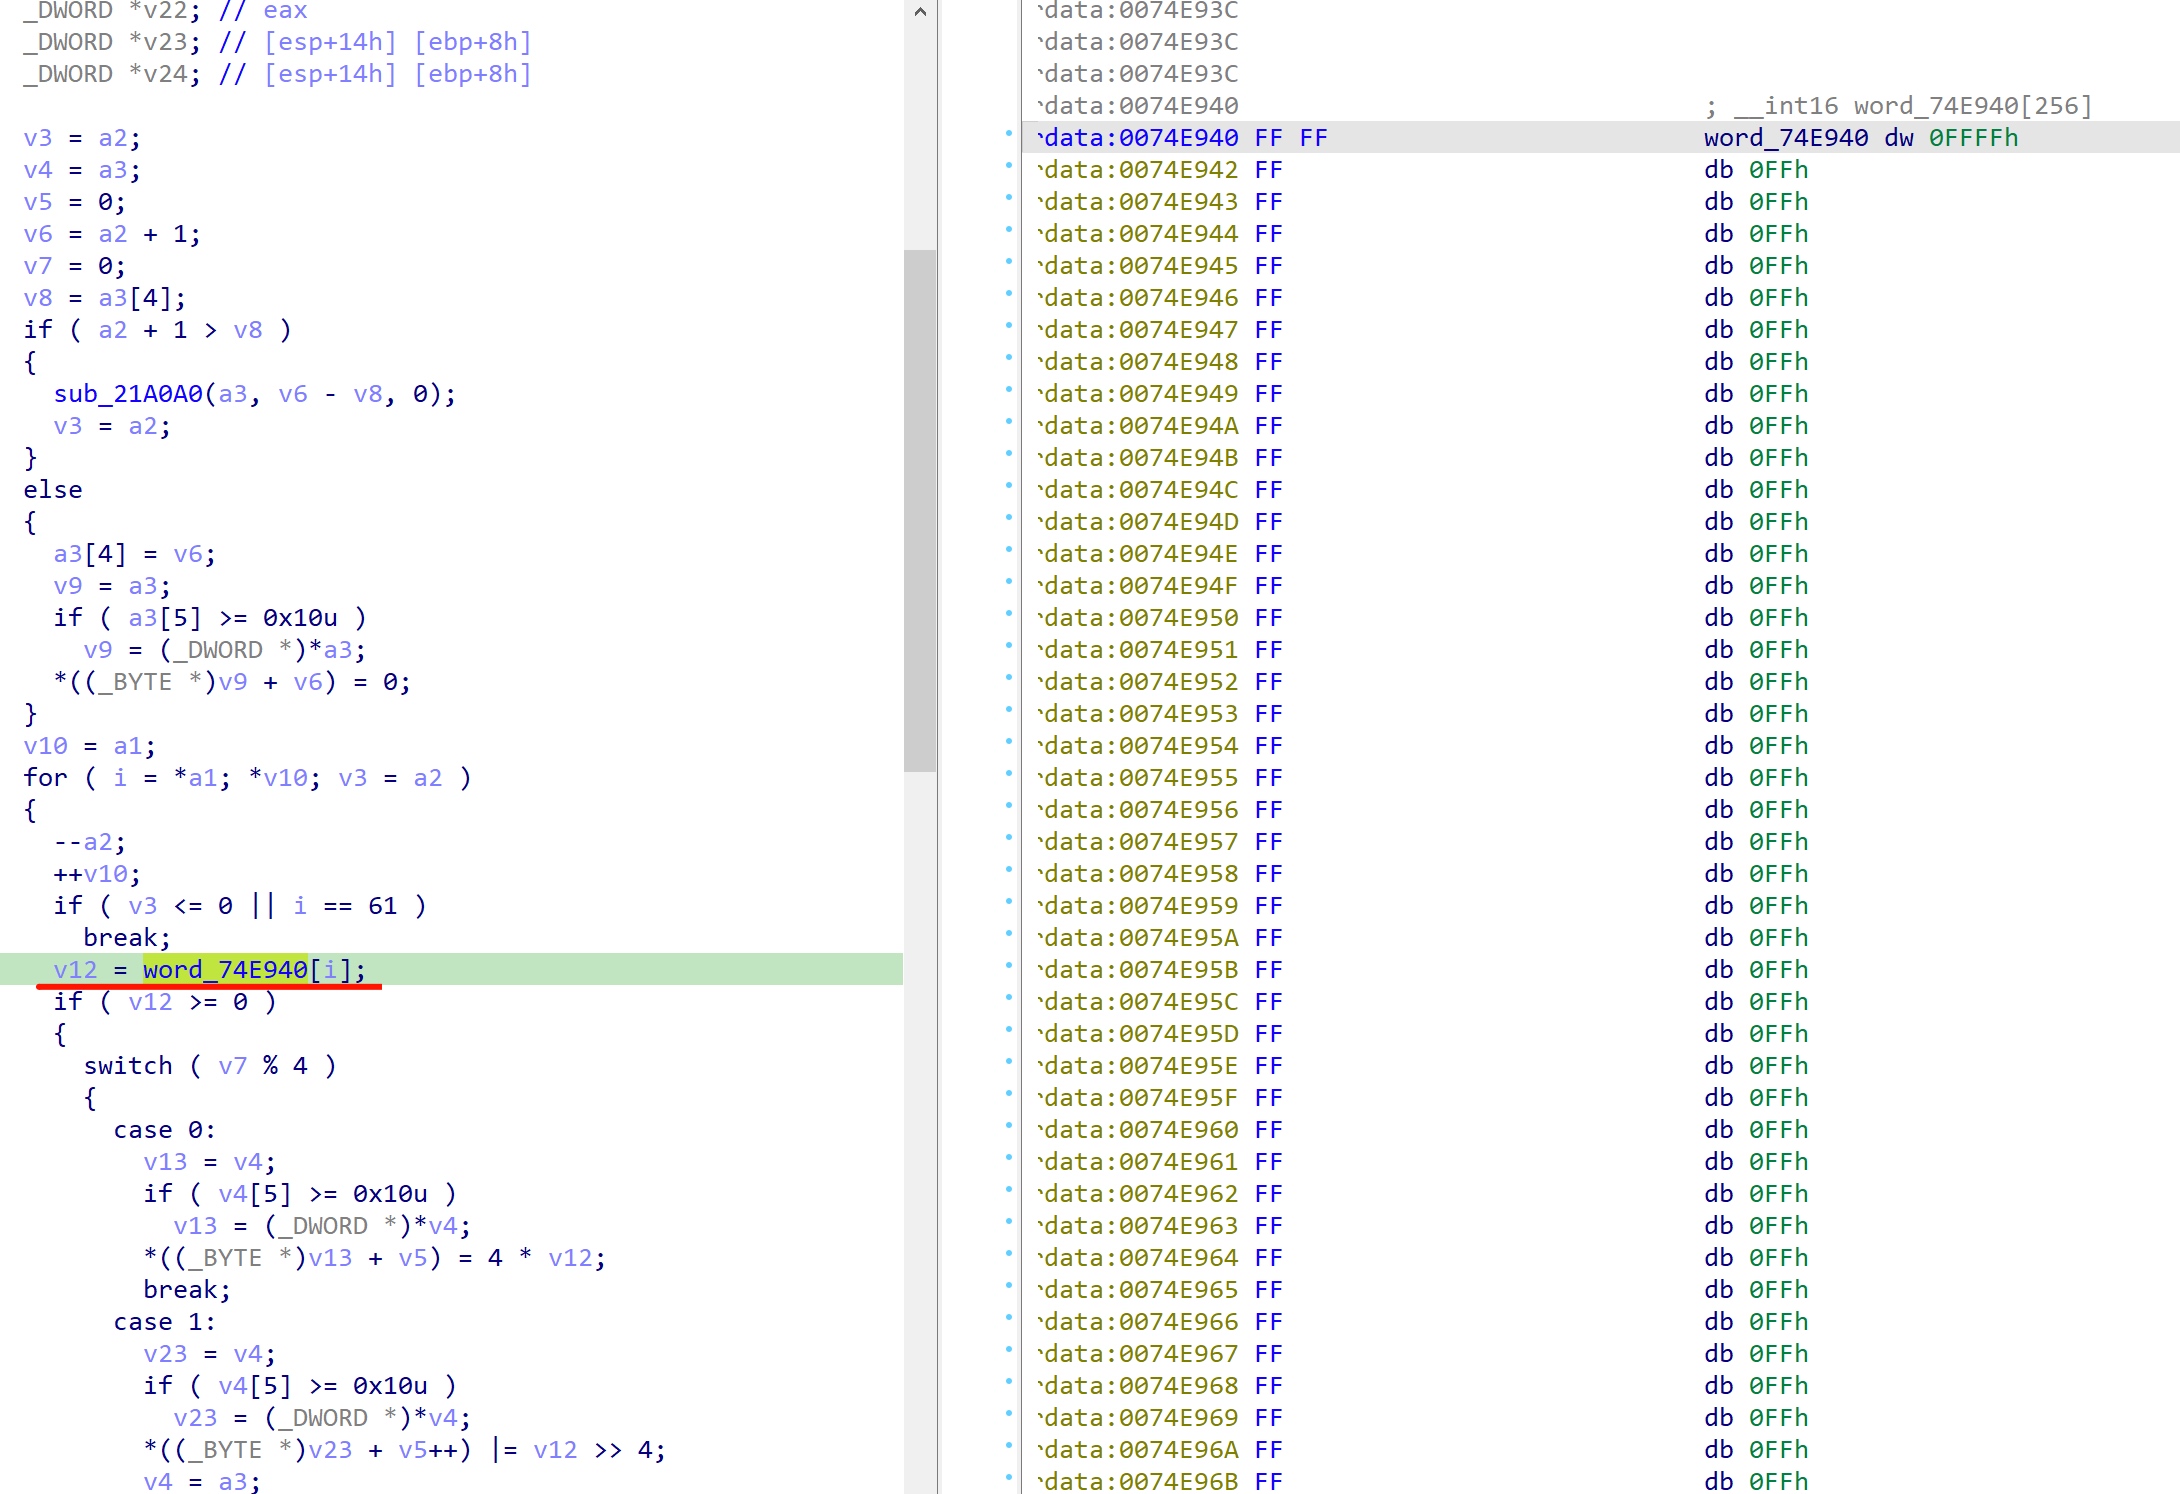 _DWORD *v22; // eax
_DWORD *v23; // [esp+14h] [ebp+8h]
_DWORD *v24; // [esp+14h] [ebp+8h]
v3 = a2;
v4 = a3;
v5 = 0;
v6 = a2 + 1;
v7 = 0;
v8 = a3[4];
if ( a2 + 1 > v8 )
{
sub_21A0A0(a3, v6 - v8, 0);
v3 = a2;
}
else
{
a3[4] = v6;
v9 = a3;
if ( a3[5] >= 0x10u )
v9 = (_DWORD *)*a3;
*((_BYTE *)v9 + v6) = 0;
}
v10 = a1;
for ( i = *a1; *v10; v3 = a2 )
{
--a2;
++v10;
if ( v3 <= 0 || i == 61 )
break;
v12 = word_74E940[i];
if ( v12 >= 0 )
{
switch ( v7 % 4 )
{
case 0:
v13 = v4;
if ( v4[5] >= 0x10u )
v13 = (_DWORD *)*v4;
*((_BYTE *)v13 + v5) = 4 * v12;
break;
case 1:
v23 = v4;
if ( v4[5] >= 0x10u )
v23 = (_DWORD *)*v4;
*((_BYTE *)v23 + v5++) |= v12 >> 4;
v4 = a3;
data:0074E93C
data:0074E93C
data:0074E93C
data:0074E940 ; __int16 word_74E940[256]
data:0074E940 FF FF word_74E940 dw 0FFFFh
data:0074E942 FF db 0FFh
data:0074E943 FF db 0FFh
data:0074E944 FF db 0FFh
data:0074E945 FF db 0FFh
data:0074E946 FF db 0FFh
data:0074E947 FF db 0FFh
data:0074E948 FF db 0FFh
data:0074E949 FF db 0FFh
data:0074E94A FF db 0FFh
data:0074E94B FF db 0FFh
data:0074E94C FF db 0FFh
data:0074E94D FF db 0FFh
data:0074E94E FF db 0FFh
data:0074E94F FF db 0FFh
data:0074E950 FF db 0FFh
data:0074E951 FF db 0FFh
data:0074E952 FF db 0FFh
data:0074E953 FF db 0FFh
data:0074E954 FF db 0FFh
data:0074E955 FF db 0FFh
data:0074E956 FF db 0FFh
data:0074E957 FF db 0FFh
data:0074E958 FF db 0FFh
data:0074E959 FF db 0FFh
data:0074E95A FF db 0FFh
data:0074E95B FF db 0FFh
data:0074E95C FF db 0FFh
data:0074E95D FF db 0FFh
data:0074E95E FF db 0FFh
data:0074E95F FF db 0FFh
data:0074E960 FF db 0FFh
data:0074E961 FF db 0FFh
data:0074E962 FF db 0FFh
data:0074E963 FF db 0FFh
data:0074E964 FF db 0FFh
data:0074E965 FF db 0FFh
data:0074E966 FF db 0FFh
data:0074E967 FF db 0FFh
data:0074E968 FF db 0FFh
data:0074E969 FF db 0FFh
data:0074E96A FF db 0FFh
data:0074E96B FF db 0FFh